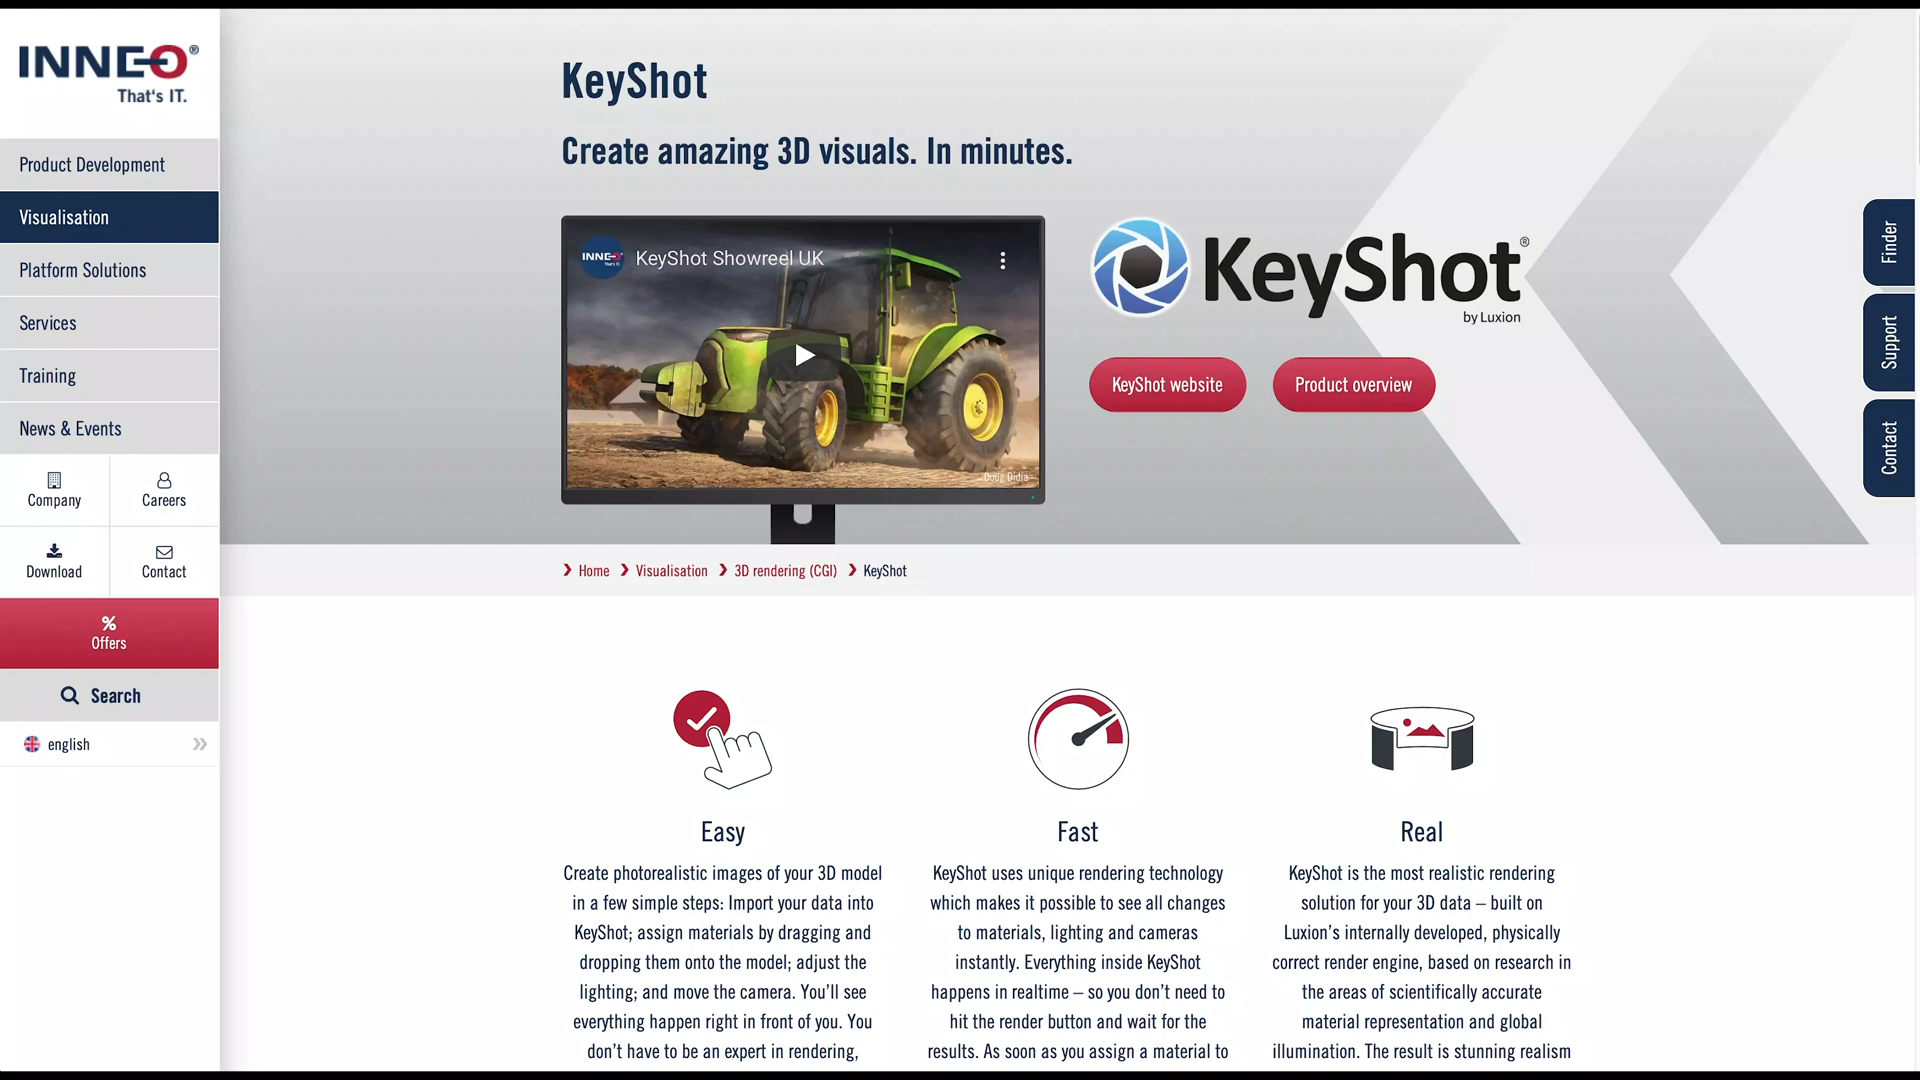 INNEO®
That's IT.
Product Development
Visualisation
Platform Solutions
Services
Training
News & Events
Company
Careers
Download
Contact
%
Offers
Search
english
KeyShot
Create amazing 3D visuals. In minutes.
INNEO
That's IT.
KeyShot Showreel UK
Doug Didia
KeyShot®
by Luxion
KeyShot website
Product overview
Finder
Support
Contact
Home
Visualisation
3D rendering (CGI)
KeyShot
Easy
Create photorealistic images of your 3D model
in a few simple steps: Import your data into
KeyShot; assign materials by dragging and
dropping them onto the model; adjust the
lighting; and move the camera. You’ll see
everything happen right in front of you. You
don’t have to be an expert in rendering,
Fast
KeyShot uses unique rendering technology
which makes it possible to see all changes
to materials, lighting and cameras
instantly. Everything inside KeyShot
happens in realtime – so you don’t need to
hit the render button and wait for the
results. As soon as you assign a material to
Real
KeyShot is the most realistic rendering
solution for your 3D data – built on
Luxion’s internally developed, physically
correct render engine, based on research in
the areas of scientifically accurate
material representation and global
illumination. The result is stunning realism